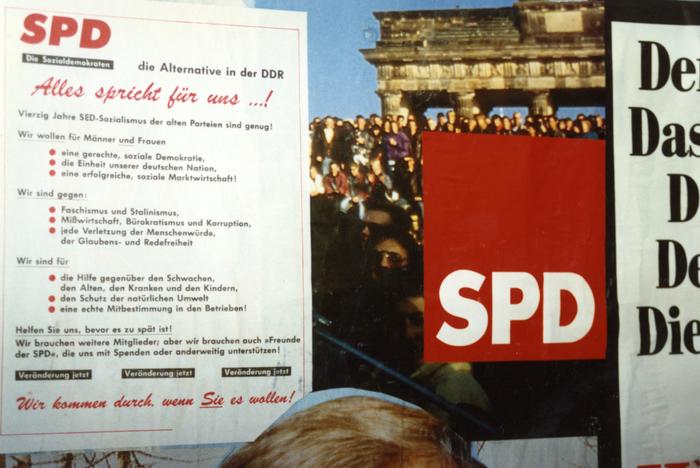 SPD
Die Sozialdemokraten
die Alternative in der DDR
Alles spricht für uns ...!
Vierzig Jahre SED-Sozialismus der alten Parteien sind genug!
Wir wollen für Männer und Frauen
● eine gerechte, soziale Demokratie,
● die Einheit unserer deutschen Nation,
● eine erfolgreiche, soziale Marktwirtschaft!
Wir sind gegen:
● Faschismus und Stalinismus,
● Mißwirtschaft, Bürokratismus und Korruption,
● jede Verletzung der Menschenwürde,
der Glaubens- und Redefreiheit
Wir sind für
● die Hilfe gegenüber den Schwachen,
den Alten, den Kranken und den Kindern,
● den Schutz der natürlichen Umwelt
● eine echte Mitbestimmung in den Betrieben!
Helfen Sie uns, bevor es zu spät ist!
Wir brauchen weitere Mitglieder; aber wir brauchen auch »Freunde
der SPD«, die uns mit Spenden oder anderweitig unterstützen!
Veränderung jetzt Veränderung jetzt Veränderung jetzt
Wir kommen durch, wenn Sie es wollen!
SPD
De
Das
D
De
Die